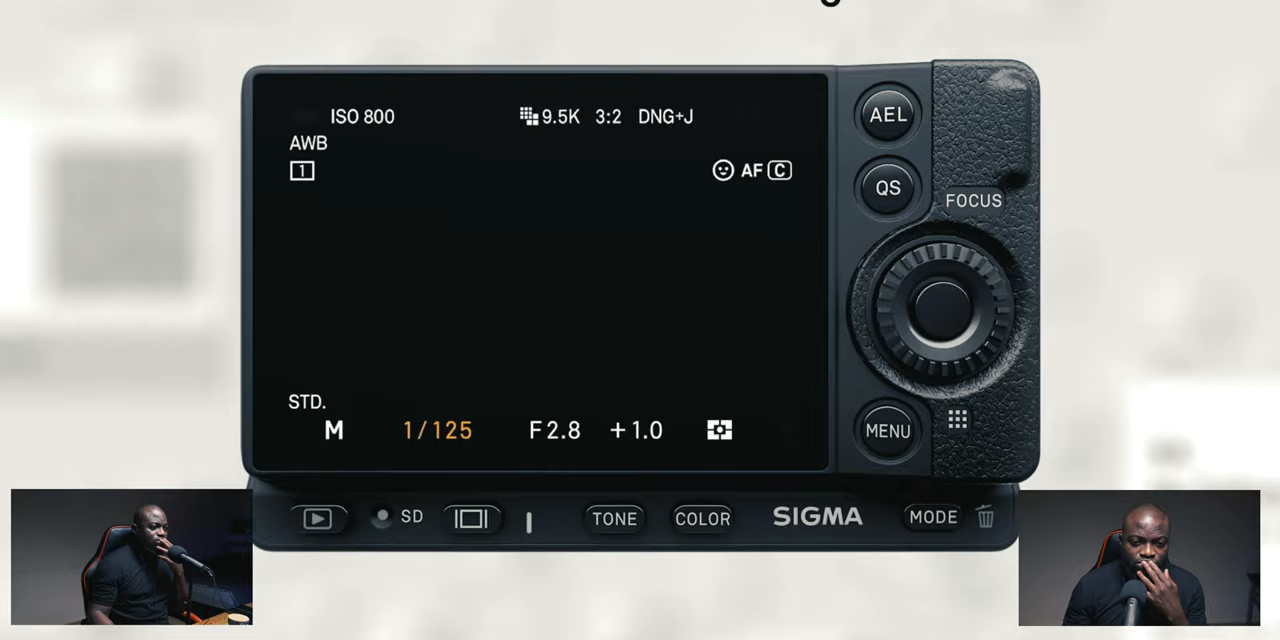 ISO 800 9.5K 3:2 DNG+J
AWB
1
AF C
STD.
M 1/125 F2.8 +1.0
AEL
QS
FOCUS
MENU
SD TONE COLOR SIGMA MODE